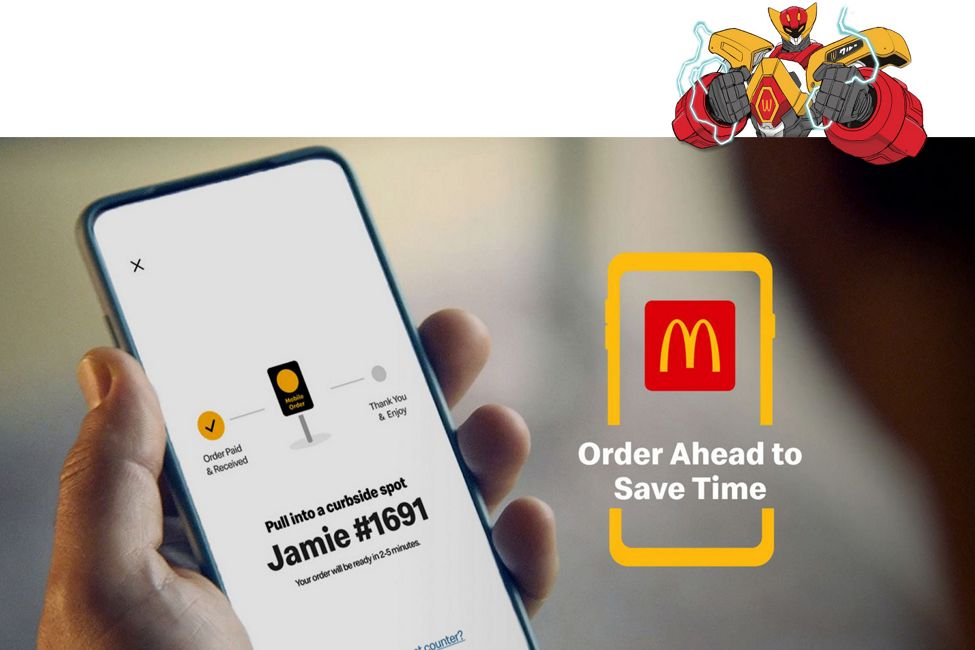 Order Paid
& Received
Mobile
Order
Thank You
& Enjoy
Pull into a curbside spot
Jamie #1691
Your order will be ready in 2-5 minutes.
counter?
Order Ahead to
Save Time